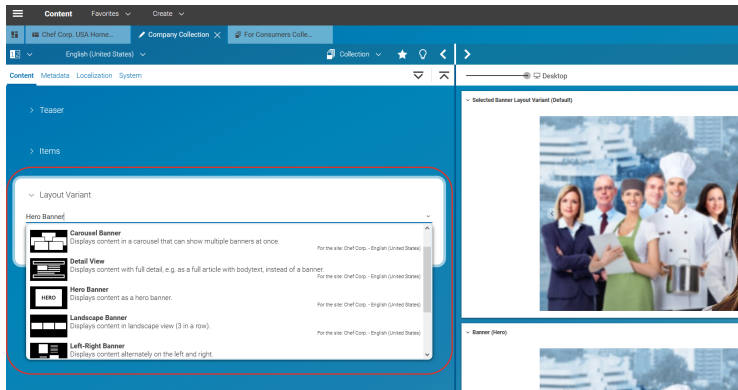 Content Favorites Create
Chef Corp. USA Home... Company Collection For Consumers Colle...
English (United States) Collection
Content Metadata Localization System
Desktop
Teaser
Selected Banner Layout Variant (Default)
Items
Layout Variant
Hero Banner
Carousel Banner
Displays content in a carousel that can show multiple banners at once.
For the site: Chef Corp. - English (United States)
Detail View
Displays content with full detail, e.g. as a full article with bodytext, instead of a banner.
For the site: Chef Corp. - English (United States)
HERO
Hero Banner
Displays content as a hero banner.
For the site: Chef Corp. - English (United States)
Landscape Banner
Displays content in landscape view (3 in a row).
For the site: Chef Corp. - English (United States)
Left-Right Banner
Displays content alternately on the left and right.
Banner (Hero)